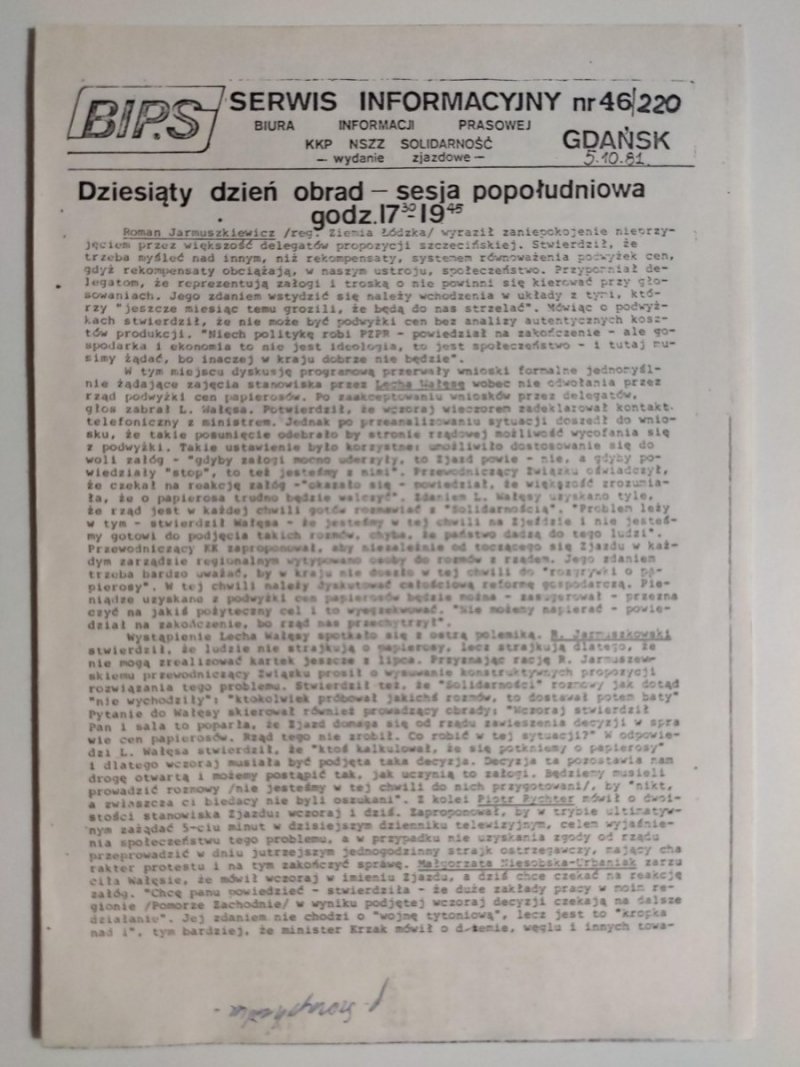 BIPS
SERWIS INFORMACYJNY nr 46/220
BIURA INFORMACJI PRASOWEJ
KKP NSZZ SOLIDARNOŚĆ
— wydanie zjazdowe —
GDAŃSK
5.10.81.
Dziesiąty dzień obrad — sesja popołudniowa
godz. 17³⁰-19⁴⁵
Roman Jarmuszkiewicz /reg. Ziemia Łódzka/ wyraził zaniepokojenie nieprzy-
jęciem przez większość delegatów propozycji szczecińskiej. Stwierdził, że
trzeba myśleć nad innym, niż rekompensaty, systemem równoważenia podwyżek cen,
gdyż rekompensaty obciążają, w naszym ustroju, społeczeństwo. Przypomniał de-
legatom, że reprezentują załogi i troską o nie powinni się kierować przy gło-
sowaniach. Jego zdaniem wstydzić się należy wchodzenia w układy z tymi, któ-
rzy "jeszcze miesiąc temu grozili, że będą do nas strzelać". Mówiąc o podwyż-
kach stwierdził, że nie może być podwyżki cen bez analizy autentycznych kosz-
tów produkcji. "Niech politykę robi PZPR - powiedział na zakończenie - ale go-
spodarka i ekonomia to nie jest ideologia, to jest społeczeństwo - i tutaj mu-
simy żądać, bo inaczej w kraju dobrze nie będzie".
W tym miejscu dyskusję programową przerwały wnioski formalne jednomyśl-
nie żądające zajęcia stanowiska przez Lecha Wałęsę wobec nie odwołania przez
rząd podwyżki cen papierosów. Po zaakceptowaniu wniosków przez delegatów,
głos zabrał L. Wałęsa. Potwierdził, że wczoraj wieczorem zadeklarował kontakt
telefoniczny z ministrem. Jednak po przeanalizowaniu sytuacji doszedł do wnio-
sku, że takie posunięcie odebrało by stronie rządowej możliwość wycofania się
z podwyżki. Takie ustawienie było korzystne: umożliwiło dostosowanie się do
woli załóg - "gdyby załogi mocno uderzyły, to Zjazd powie - nie, a gdyby po-
wiedziały "stop", to też jesteśmy z nimi". Przewodniczący Związku oświadczył,
że czekał na reakcję załóg -"okazało się - powiedział, że większość zrozumia-
ła, że o papierosa trudno będzie walczyć". Zdaniem L. Wałęsy uzyskano tyle,
że rząd jest w każdej chwili gotów rozmawiać z "Solidarnością". "Problem leży
w tym - stwierdził Wałęsa - że jesteśmy w tej chwili na Zjeździe i nie jesteś-
my gotowi do podjęcia takich rozmów, chyba, że państwo dadzą do tego ludzi".
Przewodniczący KK zaproponował, aby niezależnie od toczącego się Zjazdu w każ-
dym zarządzie regionalnym wytypowano osoby do rozmów z rządem. Jego zdaniem
trzeba bardzo uważać, by w kraju nie doszło w tej chwili do "rozgrywki o pa-
pierosy". W tej chwili należy dyskutować całościową reformę gospodarczą. Pie-
niądze uzyskano z podwyżki cen papierosów będzie można - zasugerował - przezna
czyć na jakiś pożyteczny cel i to wyegzekwować. "Nie możemy napierać - powie-
dział na zakończenie, bo rząd nas przechytrzył".
Wystąpienie Lecha Wałęsy spotkało się z ostrą polemiką. R. Jarmuszkowski
stwierdził, że ludzie nie strajkują o papierosy, lecz strajkują dlatego, że
nie mogą zrealizować kartek jeszcze z lipca. Przyznając rację R. Jarmuszew-
skiemu przewodniczący Związku prosił o wysuwanie konstruktywnych propozycji
rozwiązania tego problemu. Stwierdził też, że "Solidarności" rozmowy jak dotąd
"nie wychodziły": "ktokolwiek próbował jakichś rozmów, to dostawał potem baty"
Pytanie do Wałęsy skierował również prowadzący obrady: "Wczoraj stwierdził
Pan i sala to poparła, że Zjazd domaga się od rządu zawieszenia decyzji w spra
wie cen papierosów. Rząd tego nie zrobił. Co robić w tej sytuacji?" W odpowie-
dzi L. Wałęsa stwierdził, że "ktoś kalkulował, że się potkniemy o papierosy"
i dlatego wczoraj musiała być podjęta taka decyzja. Decyzja ta pozostawia nam
drogę otwartą i możemy postąpić tak, jak uczynią to załogi. Będziemy musieli
prowadzić rozmowy /nie jesteśmy w tej chwili do nich przygotowani/, by "nikt,
a zwłaszcza ci biedacy nie byli oszukani". Z kolei Piotr Rychter mówił o dwoi-
stości stanowiska Zjazdu: wczoraj i dziś. Zaproponował, by w trybie ultimatyw-
nym zażądać 5-ciu minut w dzisiejszym dzienniku telewizyjnym, celem wyjaśnie-
nia społeczeństwu tego problemu, a w przypadku nie uzyskania zgody od rządu
przeprowadzić w dniu jutrzejszym jednogodzinny strajk ostrzegawczy, mający cha
rakter protestu i na tym zakończyć sprawę. Małgorzata Niesobska-Urbaniak zarzu
ciła Wałęsie, że mówił wczoraj w imieniu Zjazdu, a dziś chce czekać na reakcję
załóg. "Chcę panu powiedzieć - stwierdziła - że duże zakłady pracy w moim re-
gionie /Pomorze Zachodnie/ w wyniku podjętej wczoraj decyzji czekają na dalsze
działanie". Jej zdaniem nie chodzi o "wojnę tytoniową", lecz jest to "kropka
nad i", tym bardziej, że minister Krzak mówił o drenie, węglu i innych towa-